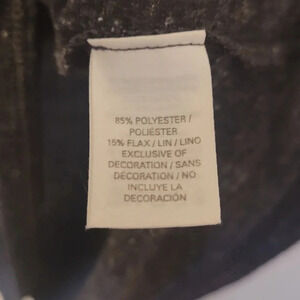 85% POLYESTER /
POLIÉSTER
15% FLAX / LIN / LINO
EXCLUSIVE OF
DECORATION / SANS
DÉCORATION / NO
INCLUYE LA
DECORACIÓN